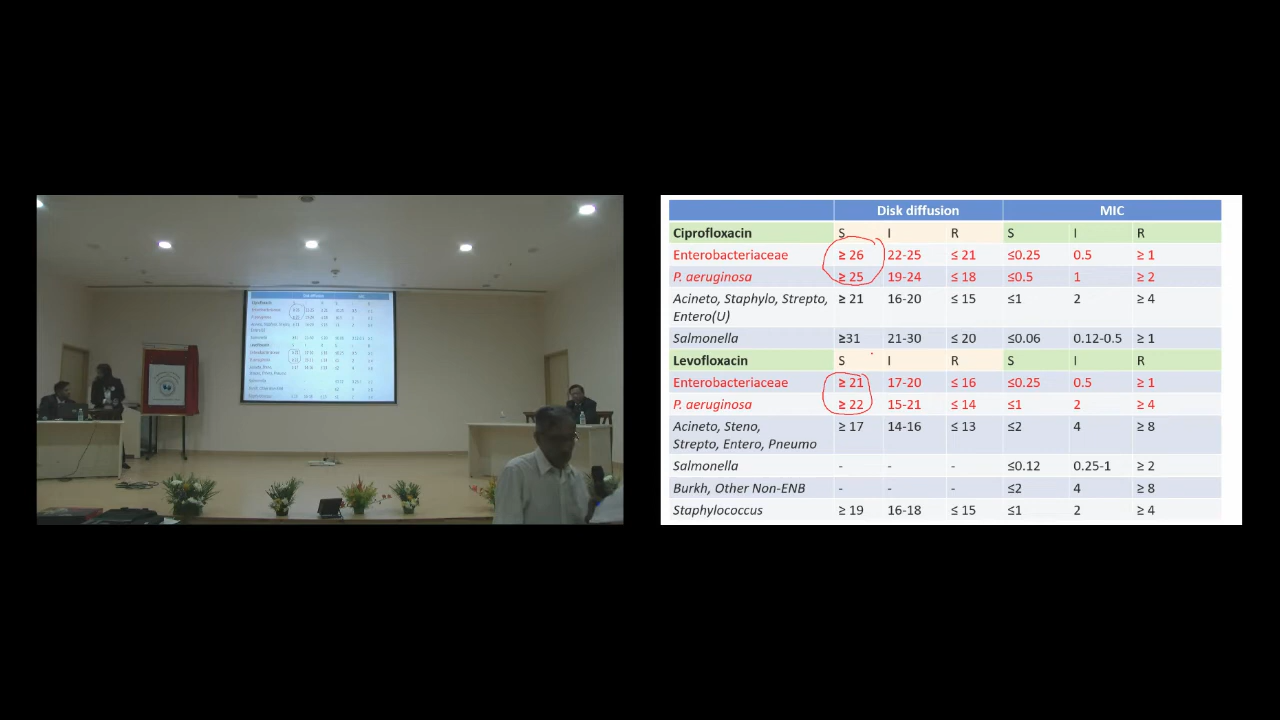 Disk diffusion MIC
Ciprofloxacin S I R S I R
Enterobacteriaceae ≥ 26 22-25 ≤ 21 ≤0.25 0.5 ≥ 1
P. aeruginosa ≥ 25 19-24 ≤ 18 ≤0.5 1 ≥ 2
Acineto, Staphylo, Strepto, ≥ 21 16-20 ≤ 15 ≤1 2 ≥ 4
Entero(U)
Salmonella ≥31 21-30 ≤ 20 ≤0.06 0.12-0.5 ≥ 1
Levofloxacin S I R S I R
Enterobacteriaceae ≥ 21 17-20 ≤ 16 ≤0.25 0.5 ≥ 1
P. aeruginosa ≥ 22 15-21 ≤ 14 ≤1 2 ≥ 4
Acineto, Steno, ≥ 17 14-16 ≤ 13 ≤2 4 ≥ 8
Strepto, Entero, Pneumo
Salmonella - - - ≤0.12 0.25-1 ≥ 2
Burkh, Other Non-ENB - - - ≤2 4 ≥ 8
Staphylococcus ≥ 19 16-18 ≤ 15 ≤1 2 ≥ 4